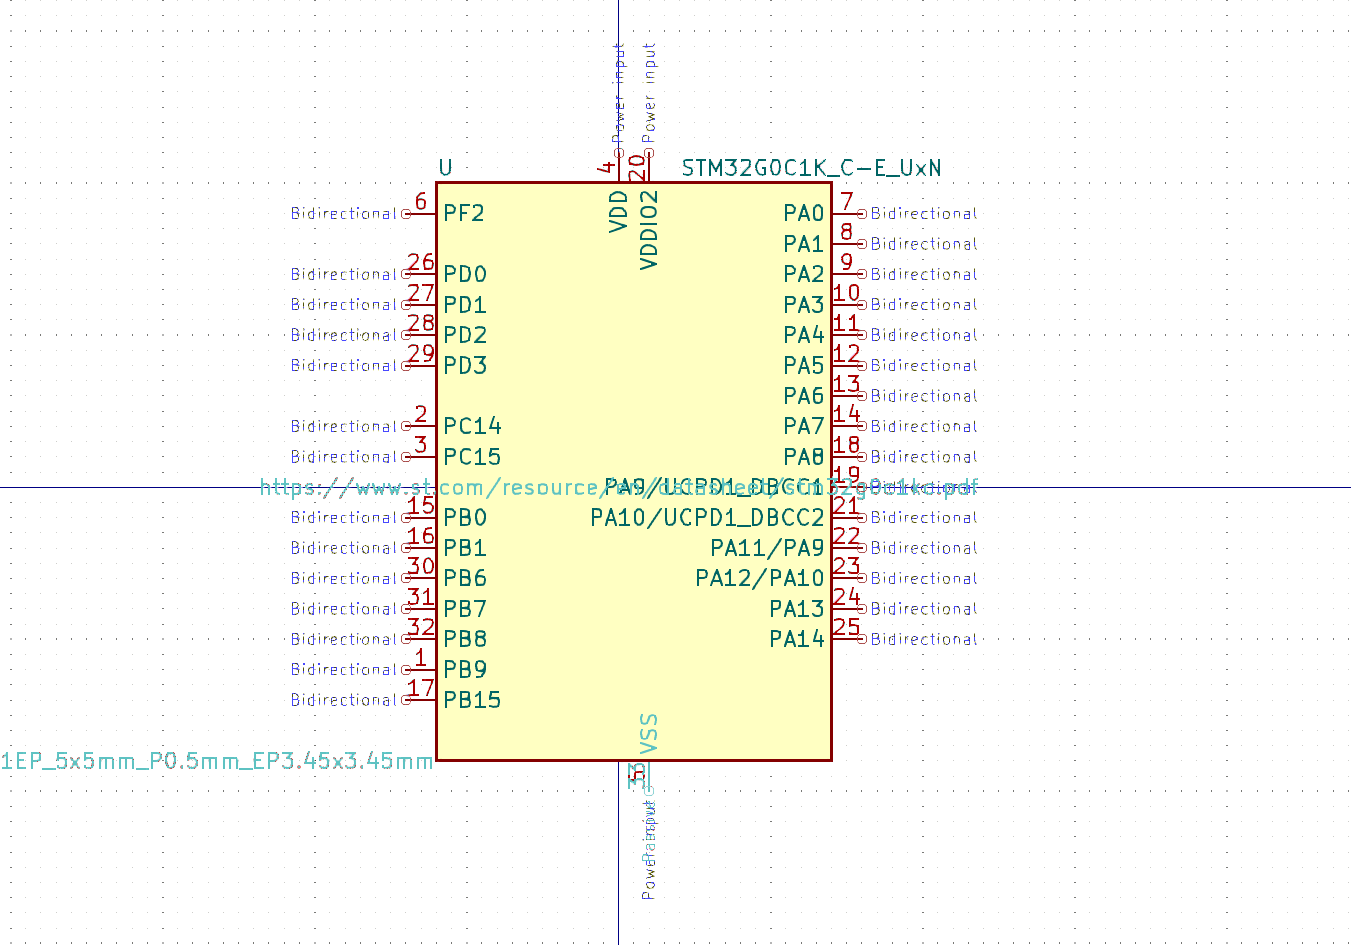 Power input
Power input
4
20
U
STM32G0C1K_C-E_UxN
VDD
VDDIO2
Bidirectional 6 PF2
PA0 7 Bidirectional
PA1 8 Bidirectional
Bidirectional 26 PD0
PA2 9 Bidirectional
Bidirectional 27 PD1
PA3 10 Bidirectional
Bidirectional 28 PD2
PA4 11 Bidirectional
Bidirectional 29 PD3
PA5 12 Bidirectional
PA6 13 Bidirectional
Bidirectional 2 PC14
PA7 14 Bidirectional
Bidirectional 3 PC15
PA8 18 Bidirectional
https://www.st.com/resource/en/datasheet/stm32g0c1kc.pdf
PA9/UCPD1_DBCC1 19 Bidirectional
Bidirectional 15 PB0
PA10/UCPD1_DBCC2 21 Bidirectional
Bidirectional 16 PB1
PA11/PA9 22 Bidirectional
Bidirectional 30 PB6
PA12/PA10 23 Bidirectional
Bidirectional 31 PB7
PA13 24 Bidirectional
Bidirectional 32 PB8
PA14 25 Bidirectional
Bidirectional 1 PB9
Bidirectional 17 PB15
VSS
1EP_5x5mm_P0.5mm_EP3.45x3.45mm
5
Power input